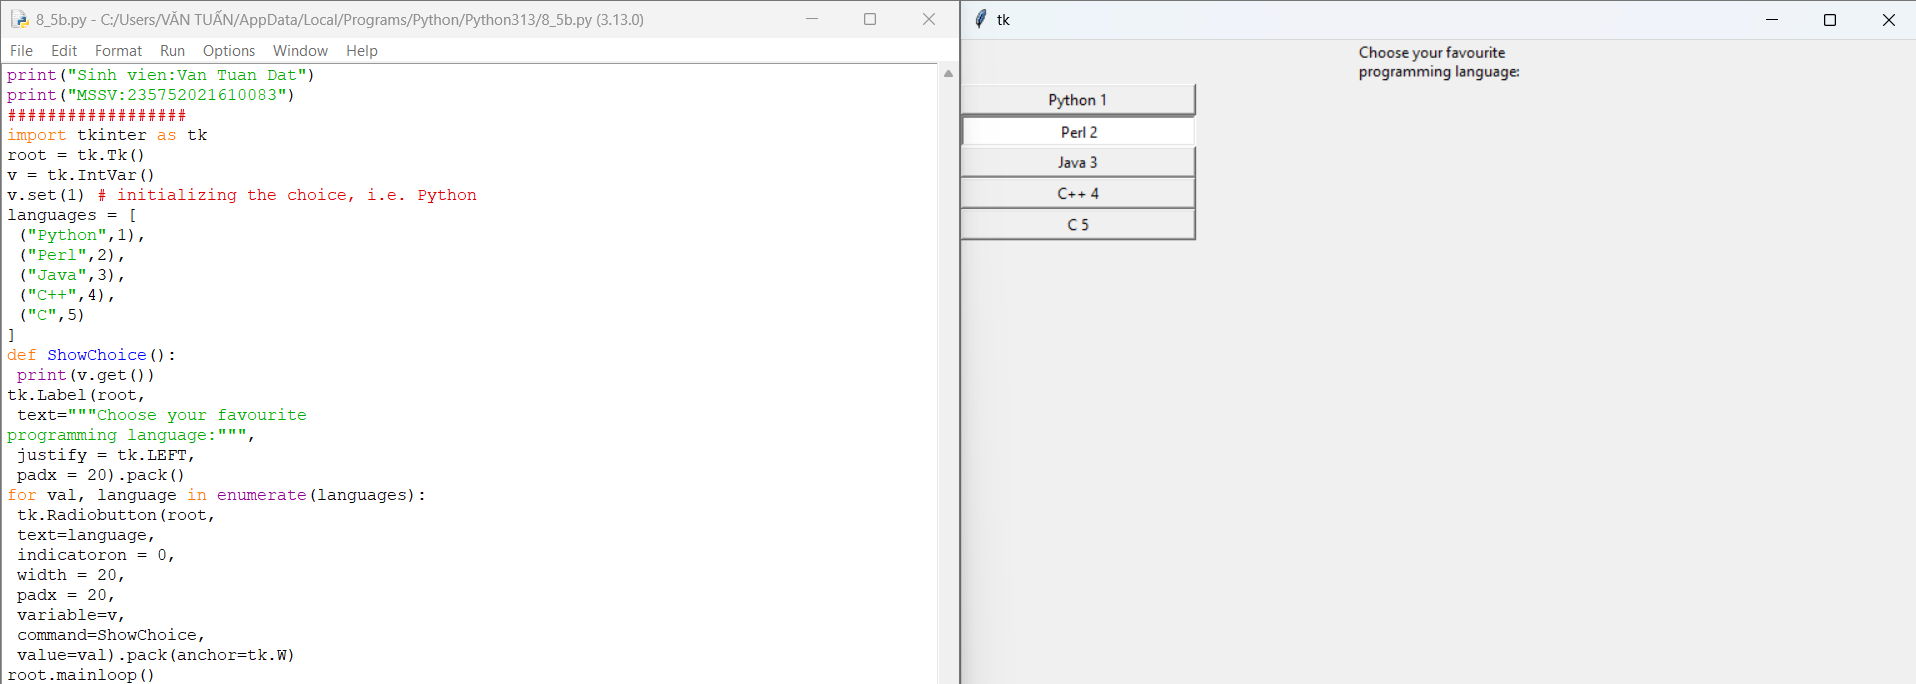 8_5b.py - C:/Users/VĂN TUẤN/AppData/Local/Programs/Python/Python313/8_5b.py (3.13.0)
File Edit Format Run Options Window Help
print("Sinh vien:Van Tuan Dat")
print("MSSV:235752021610083")
##################
import tkinter as tk
root = tk.Tk()
v = tk.IntVar()
v.set(1) # initializing the choice, i.e. Python
languages = [
 ("Python",1),
 ("Perl",2),
 ("Java",3),
 ("C++",4),
 ("C",5)
]
def ShowChoice():
 print(v.get())
tk.Label(root,
 text="""Choose your favourite
programming language:""",
 justify = tk.LEFT,
 padx = 20).pack()
for val, language in enumerate(languages):
 tk.Radiobutton(root,
 text=language,
 indicatoron = 0,
 width = 20,
 padx = 20,
 variable=v,
 command=ShowChoice,
 value=val).pack(anchor=tk.W)
root.mainloop()
tk
Choose your favourite
programming language:
Python 1
Perl 2
Java 3
C++ 4
C 5